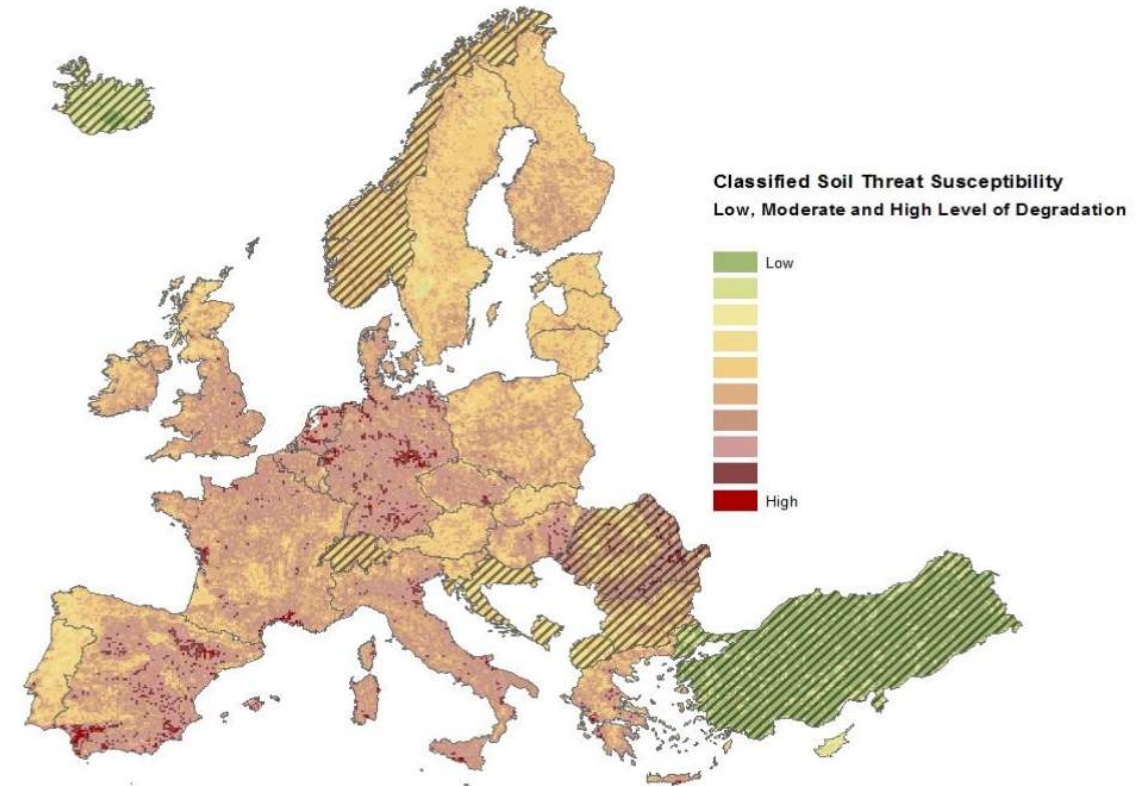 Classified Soil Threat Susceptibility
Low, Moderate and High Level of Degradation
Low
High